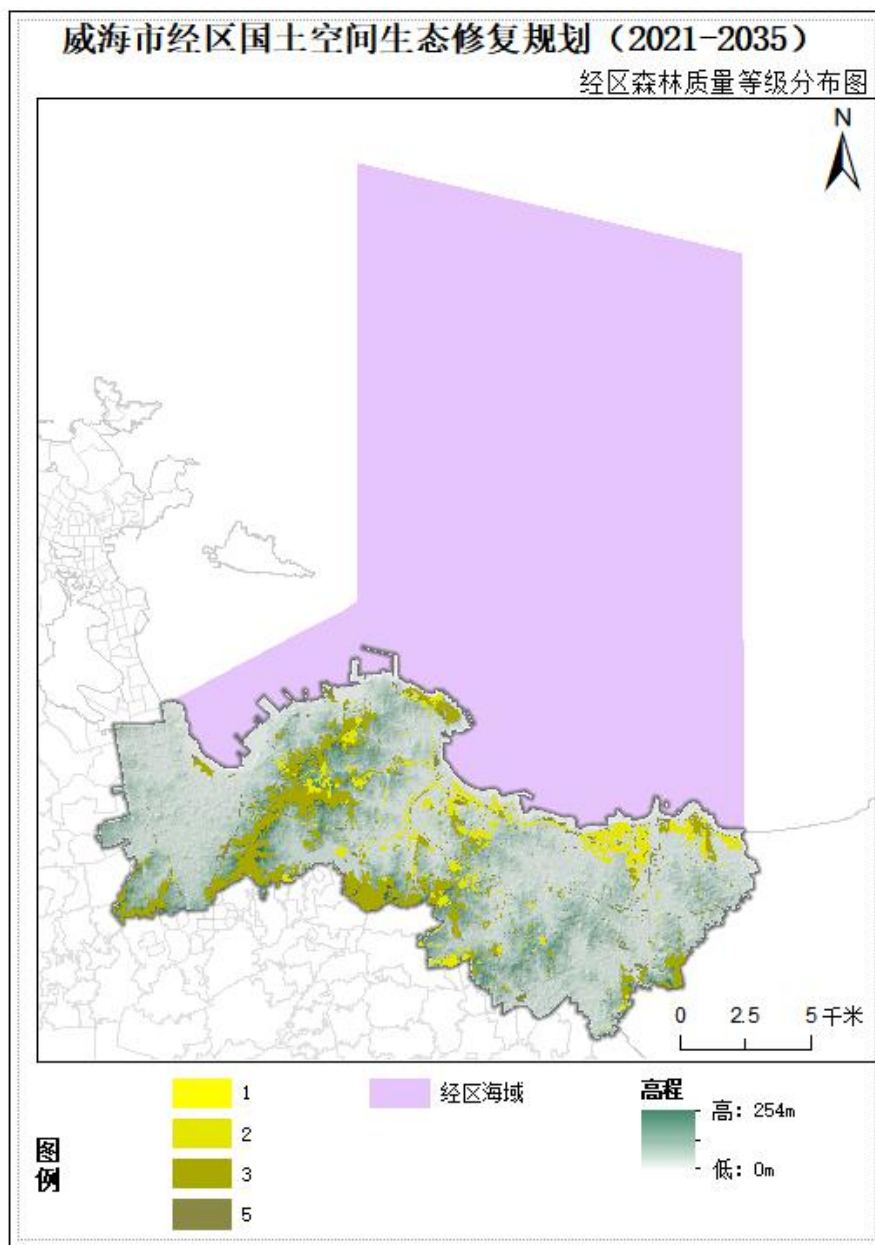 威海市经区国土空间生态修复规划（2021-2035）
经区森林质量等级分布图
N
0 2.5 5 千米
图例
1
2
3
5
经区海域
高程
高: 254m
低: 0m